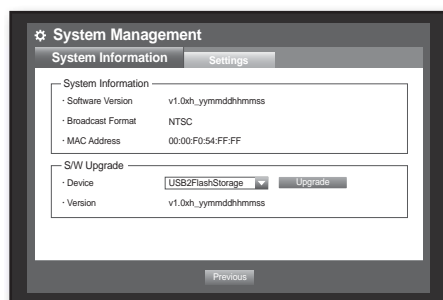 System Management
System Information Settings
System Information
· Software Version v1.0xh_yymmddhhmmss
· Broadcast Format NTSC
· MAC Address 00:00:F0:54:FF:FF
S/W Upgrade
· Device USB2FlashStorage Upgrade
· Version v1.0xh_yymmddhhmmss
Previous